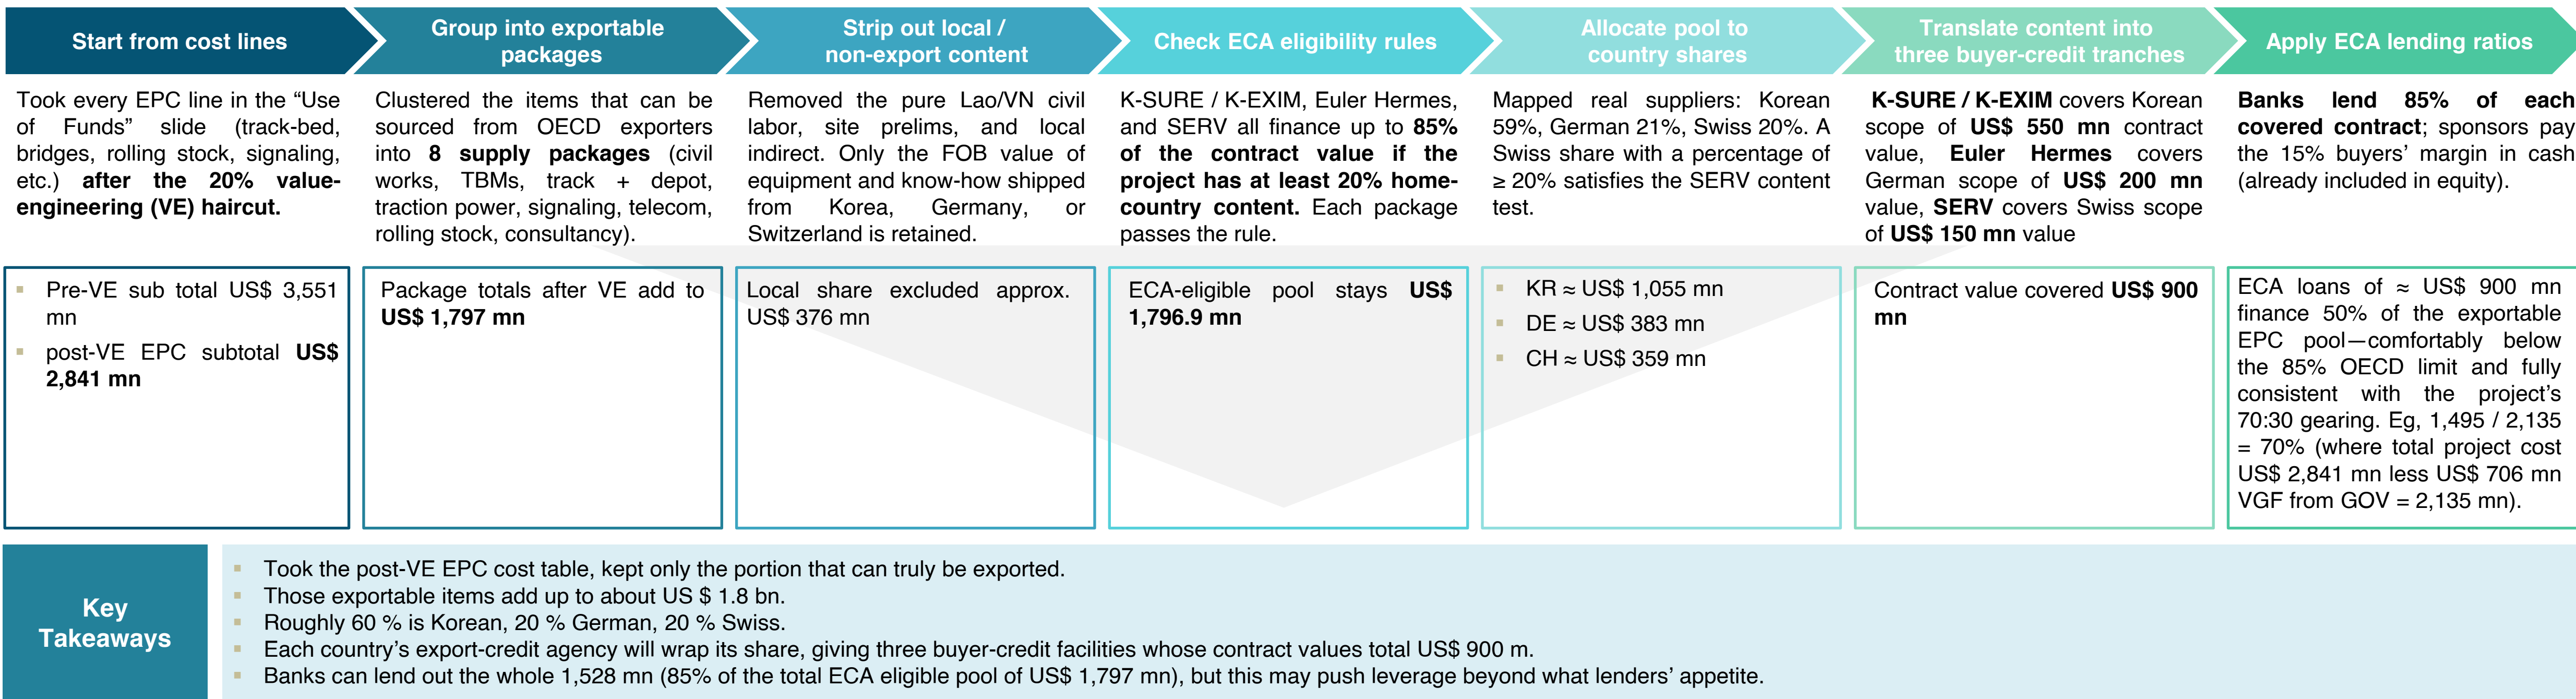 Start from cost lines
Group into exportable
packages
Strip out local /
non-export content
Check ECA eligibility rules
Allocate pool to
country shares
Translate content into
three buyer-credit tranches
Apply ECA lending ratios
Took every EPC line in the “Use
of Funds” slide (track-bed,
bridges, rolling stock, signaling,
etc.) after the 20% value-
engineering (VE) haircut.
Clustered the items that can be
sourced from OECD exporters
into 8 supply packages (civil
works, TBMs, track + depot,
traction power, signaling, telecom,
rolling stock, consultancy).
Removed the pure Lao/VN civil
labor, site prelims, and local
indirect. Only the FOB value of
equipment and know-how shipped
from Korea, Germany, or
Switzerland is retained.
K-SURE / K-EXIM, Euler Hermes,
and SERV all finance up to 85%
of the contract value if the
project has at least 20% home-
country content. Each package
passes the rule.
Mapped real suppliers: Korean
59%, German 21%, Swiss 20%. A
Swiss share with a percentage of
≥ 20% satisfies the SERV content
test.
K-SURE / K-EXIM covers Korean
scope of US$ 550 mn contract
value, Euler Hermes covers
German scope of US$ 200 mn
value, SERV covers Swiss scope
of US$ 150 mn value
Banks lend 85% of each
covered contract; sponsors pay
the 15% buyers’ margin in cash
(already included in equity).
▪ Pre-VE sub total US$ 3,551
mn
▪ post-VE EPC subtotal US$
2,841 mn
Package totals after VE add to
US$ 1,797 mn
Local share excluded approx.
US$ 376 mn
ECA-eligible pool stays US$
1,796.9 mn
▪ KR ≈ US$ 1,055 mn
▪ DE ≈ US$ 383 mn
▪ CH ≈ US$ 359 mn
Contract value covered US$ 900
mn
ECA loans of ≈ US$ 900 mn
finance 50% of the exportable
EPC pool—comfortably below
the 85% OECD limit and fully
consistent with the project’s
70:30 gearing. Eg, 1,495 / 2,135
= 70% (where total project cost
US$ 2,841 mn less US$ 706 mn
VGF from GOV = 2,135 mn).
Key
Takeaways
▪ Took the post-VE EPC cost table, kept only the portion that can truly be exported.
▪ Those exportable items add up to about US $ 1.8 bn.
▪ Roughly 60 % is Korean, 20 % German, 20 % Swiss.
▪ Each country’s export-credit agency will wrap its share, giving three buyer-credit facilities whose contract values total US$ 900 m.
▪ Banks can lend out the whole 1,528 mn (85% of the total ECA eligible pool of US$ 1,797 mn), but this may push leverage beyond what lenders’ appetite.